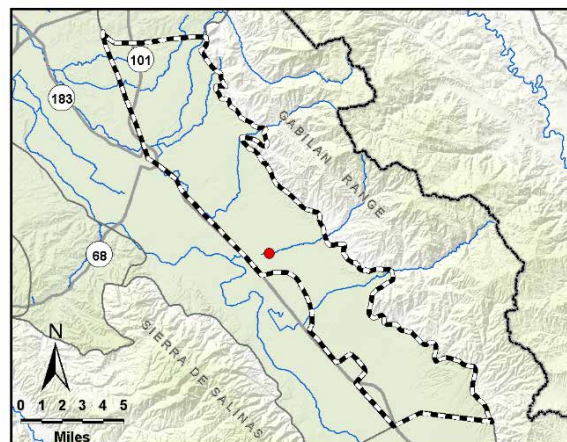 101
183
GABILAN RANGE
68
SIERRA DE SALINAS
N
0 1 2 3 4 5
Miles